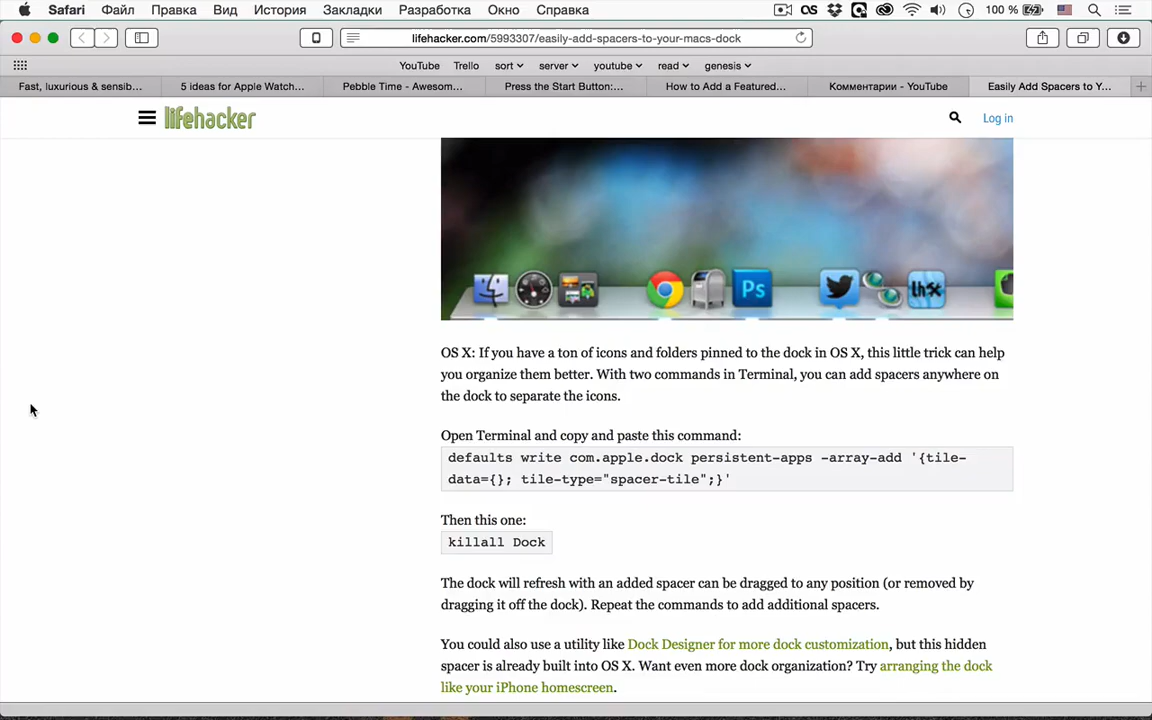 Safari Файл Правка Вид История Закладки Разработка Окно Справка 100 %
lifehacker.com/5993307/easily-add-spacers-to-your-macs-dock
YouTube Trello sort server youtube read genesis
Fast, luxurious & sensib... 5 ideas for Apple Watch... Pebble Time - Awesom... Press the Start Button:... How to Add a Featured... Комментарии - YouTube Easily Add Spacers to Y...
lifehacker Log in
Ps lh
OS X: If you have a ton of icons and folders pinned to the dock in OS X, this little trick can help
you organize them better. With two commands in Terminal, you can add spacers anywhere on
the dock to separate the icons.
Open Terminal and copy and paste this command:
defaults write com.apple.dock persistent-apps -array-add '{tile-
data={}; tile-type="spacer-tile";}'
Then this one:
killall Dock
The dock will refresh with an added spacer can be dragged to any position (or removed by
dragging it off the dock). Repeat the commands to add additional spacers.
You could also use a utility like Dock Designer for more dock customization, but this hidden
spacer is already built into OS X. Want even more dock organization? Try arranging the dock
like your iPhone homescreen.